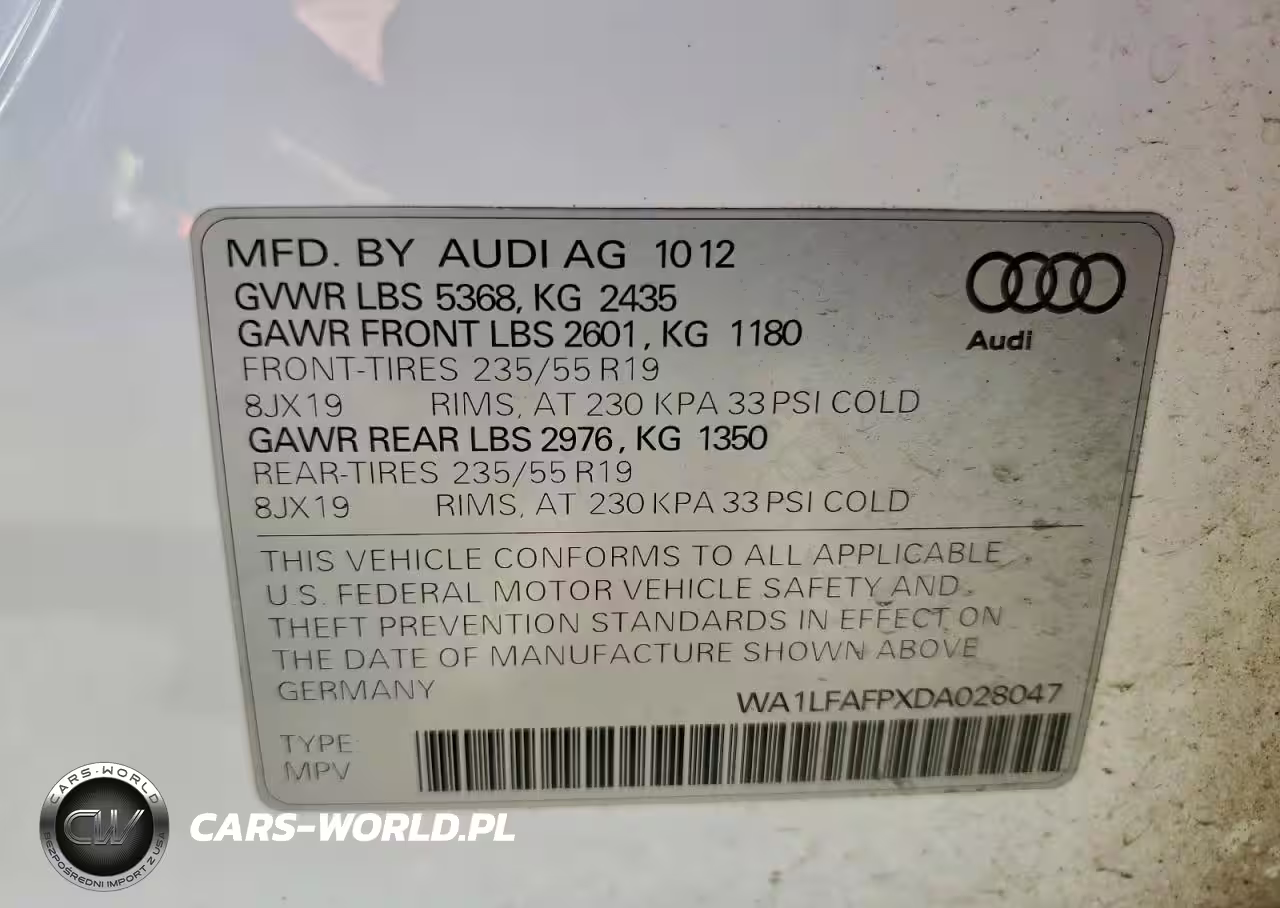 MFD. BY AUDI AG 10 12
GVWR LBS 5368, KG 2435
GAWR FRONT LBS 2601, KG 1180
FRONT-TIRES 235/55 R19
8JX19 RIMS, AT 230 KPA 33 PSI COLD
GAWR REAR LBS 2976, KG 1350
REAR-TIRES 235/55 R19
8JX19 RIMS, AT 230 KPA 33 PSI COLD
Audi
THIS VEHICLE CONFORMS TO ALL APPLICABLE
U.S. FEDERAL MOTOR VEHICLE SAFETY AND
THEFT PREVENTION STANDARDS IN EFFECT ON
THE DATE OF MANUFACTURE SHOWN ABOVE
GERMANY WA1LFAFPXDA028047
TYPE:
MPV
CARS-WORLD
CW
BEZPOŚREDNI IMPORT Z USA
CARS-WORLD.PL